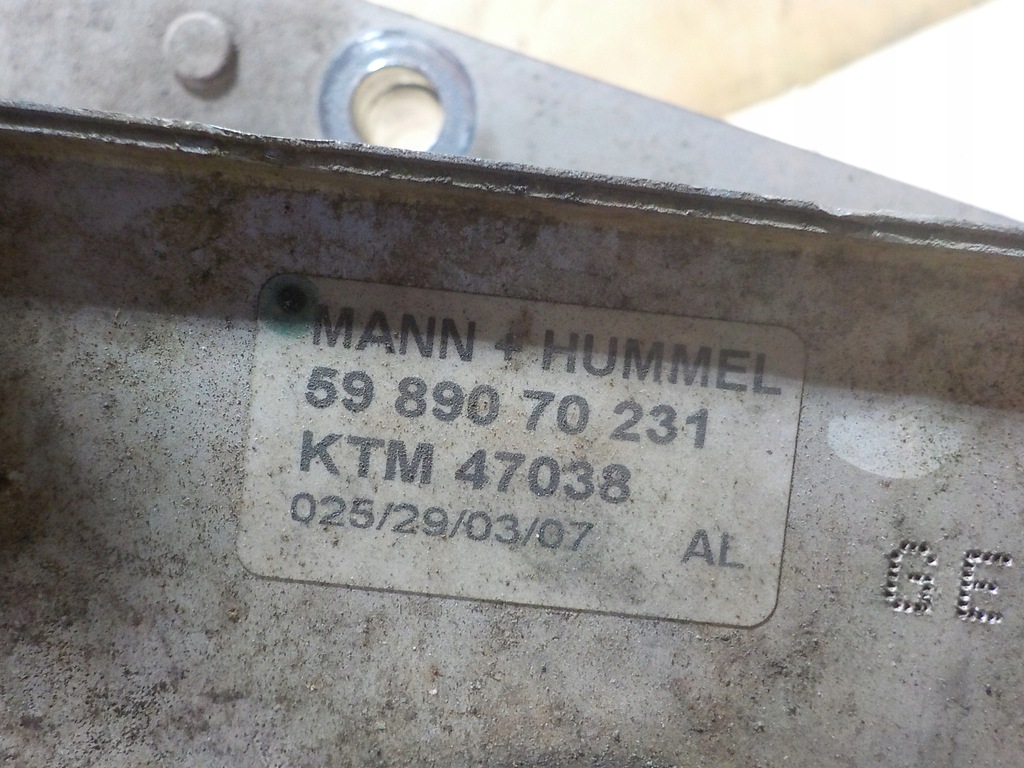 MANN + HUMMEL
59 890 70 231
KTM 47038
025/29/03/07 AL
GE